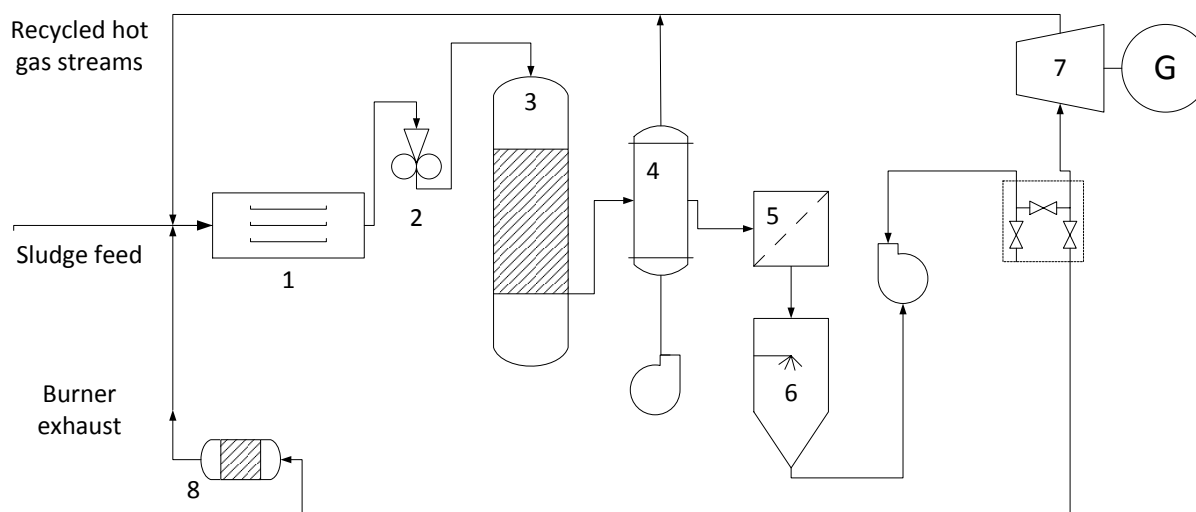 Recycled hot
gas streams
Sludge feed
Burner
exhaust
1
2
3
4
5
6
7
G
8